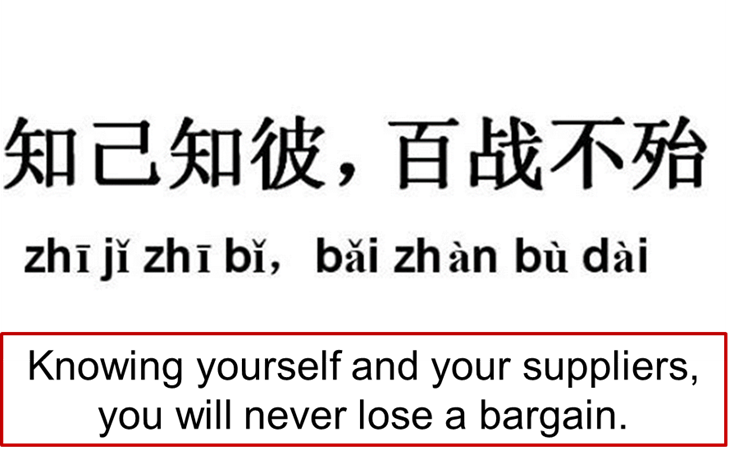 知己知彼，百战不殆
zhī jǐ zhī bǐ，bǎi zhàn bù dài
Knowing yourself and your suppliers,
you will never lose a bargain.